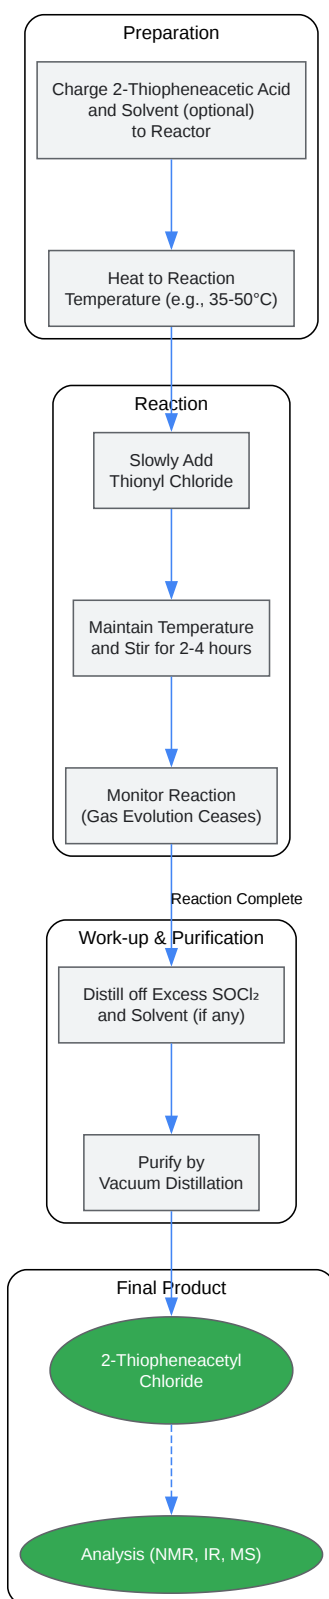 Preparation
Charge 2-Thiopheneacetic Acid
and Solvent (optional)
to Reactor
Heat to Reaction
Temperature (e.g., 35-50°C)
Reaction
Slowly Add
Thionyl Chloride
Maintain Temperature
and Stir for 2-4 hours
Monitor Reaction
(Gas Evolution Ceases)
Reaction Complete
Work-up & Purification
Distill off Excess SOCl₂
and Solvent (if any)
Purify by
Vacuum Distillation
Final Product
2-Thiopheneacetyl
Chloride
Analysis (NMR, IR, MS)